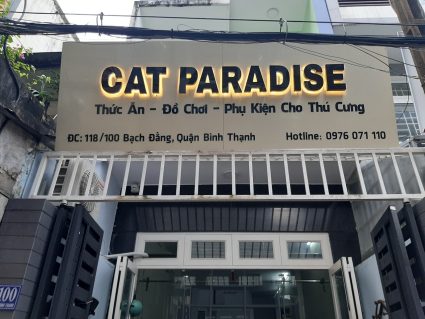 CAT PARADISE
Thức Ăn - Đồ Chơi - Phụ Kiện Cho Thú Cưng
ĐC: 118/100 Bạch Đằng, Quận Bình Thạnh
Hotline: 0976 071 110
100